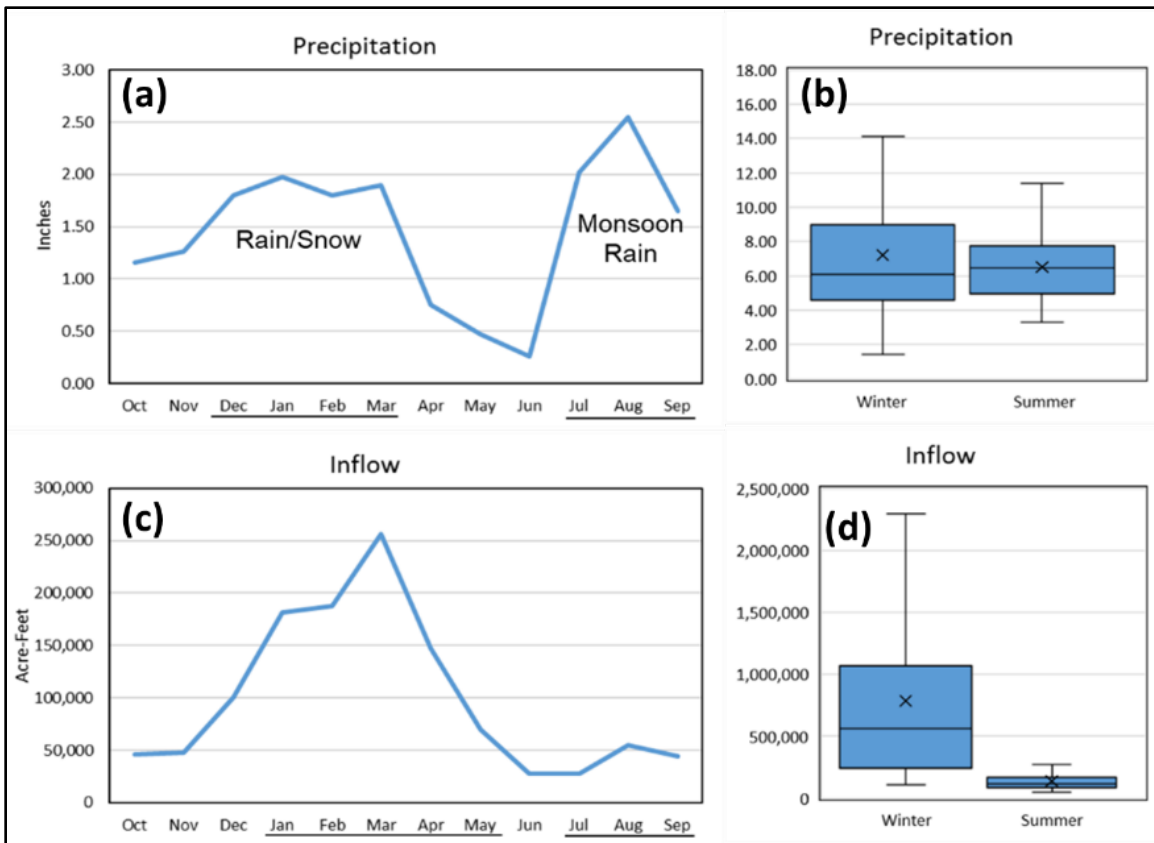 Precipitation
(a)
3.00
2.50
2.00
1.50
1.00
0.50
0.00
Inches
Rain/Snow
Monsoon
Rain
Oct Nov Dec Jan Feb Mar Apr May Jun Jul Aug Sep
Precipitation
(b)
18.00
16.00
14.00
12.00
10.00
8.00
6.00
4.00
2.00
0.00
Winter Summer
Inflow
(c)
300,000
250,000
200,000
150,000
100,000
50,000
0
Acre-Feet
Oct Nov Dec Jan Feb Mar Apr May Jun Jul Aug Sep
Inflow
(d)
2,500,000
2,000,000
1,500,000
1,000,000
500,000
0
Winter Summer